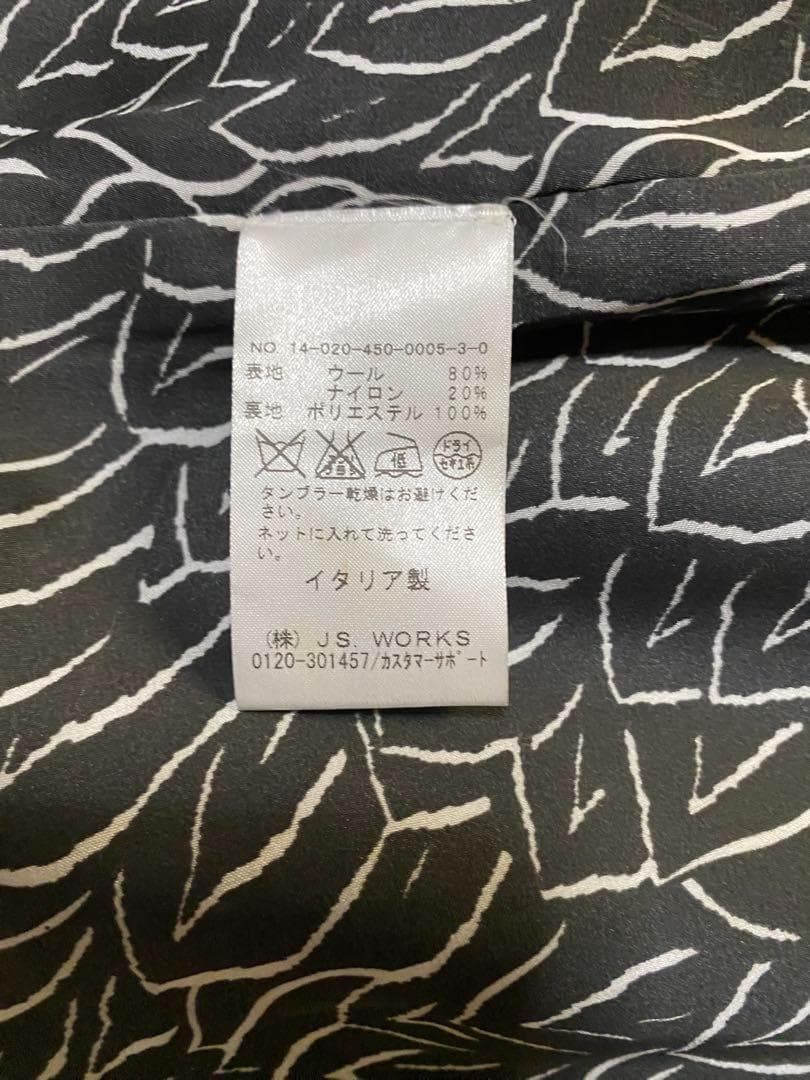 NO. 14-020-450-0005-3-0
表地 ウール 80%
ナイロン 20%
裏地 ポリエステル 100%
低 ドライ
セキユ系
タンブラー乾燥はお避けくだ
さい。
ネットに入れて洗ってくださ
い。
イタリア製
(株) J.S. WORKS
0120-301457/カスタマーサポート